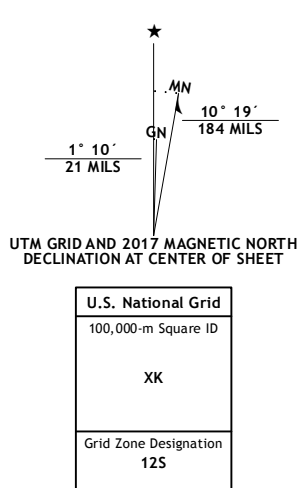 ★
MN
GN
10° 19´
184 MILS
1° 10´
21 MILS
UTM GRID AND 2017 MAGNETIC NORTH
DECLINATION AT CENTER OF SHEET
U.S. National Grid
100,000-m Square ID
XK
Grid Zone Designation
12S